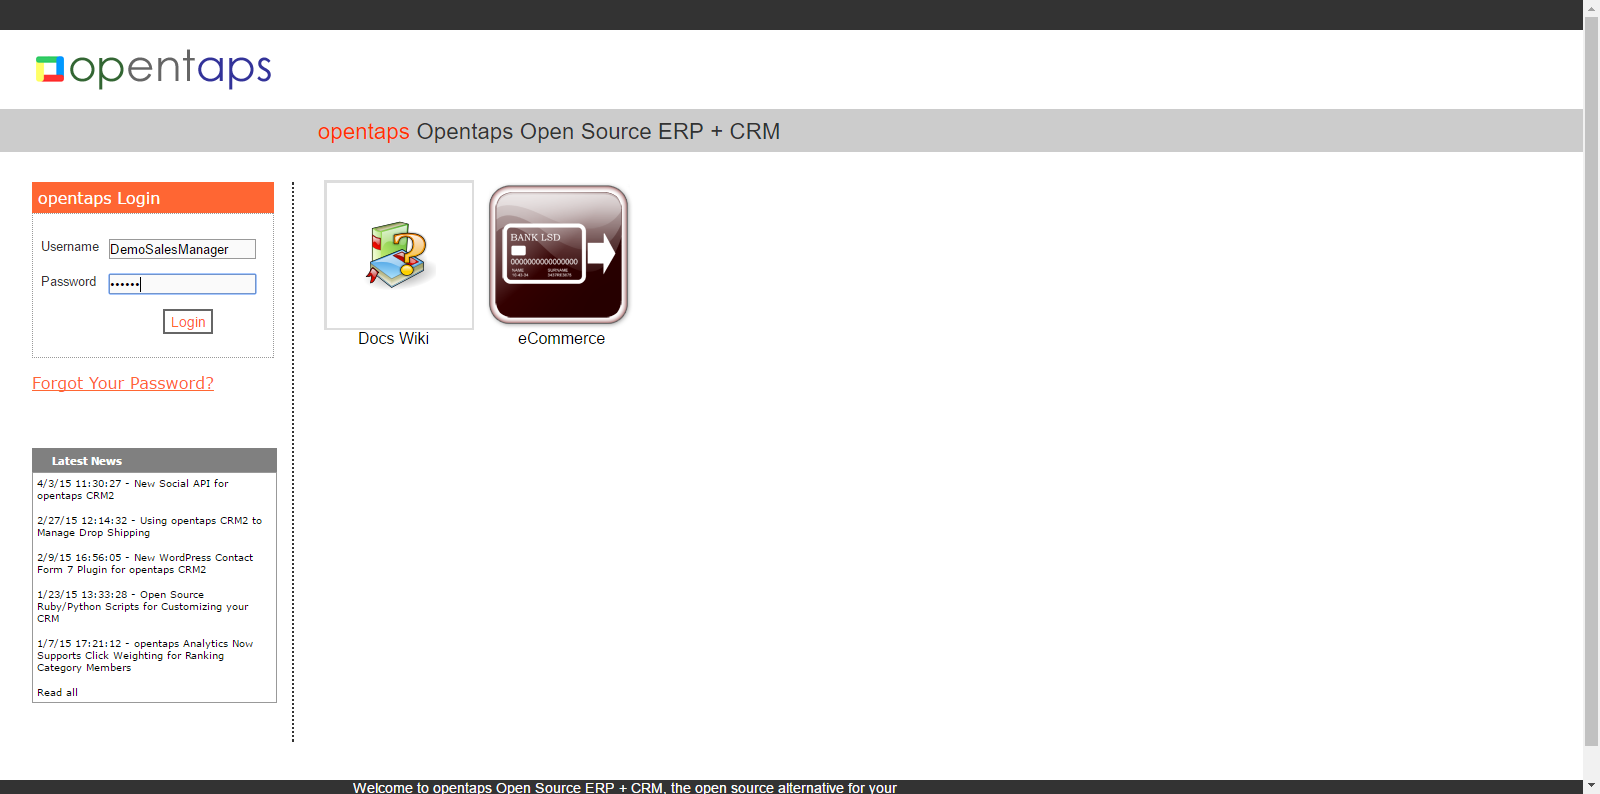 opentaps
opentaps Opentaps Open Source ERP + CRM
opentaps Login
Username DemoSalesManager
Password ••••••
Login
Forgot Your Password?
Docs Wiki
BANK LSD
0000000000000000
NAME SURNAME
eCommerce
Latest News
4/3/15 11:30:27 - New Social API for
opentaps CRM2
2/27/15 12:14:32 - Using opentaps CRM2 to
Manage Drop Shipping
2/9/15 16:56:05 - New WordPress Contact
Form 7 Plugin for opentaps CRM2
1/23/15 13:33:28 - Open Source
Ruby/Python Scripts for Customizing your
CRM
1/7/15 17:21:12 - opentaps Analytics Now
Supports Click Weighting for Ranking
Category Members
Read all
Welcome to opentaps Open Source ERP + CRM, the open source alternative for your